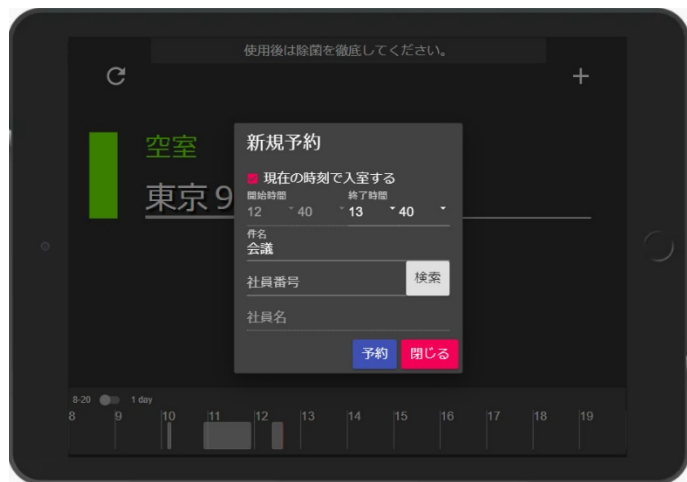 使用後は除菌を徹底してください。
空室
東京 9
新規予約
現在の時刻で入室する
開始時間 終了時間
12 40 13 40
件名
会議
社員番号 検索
社員名
予約 閉じる
8-20 1 day
8 9 10 11 12 13 14 15 16 17 18 19